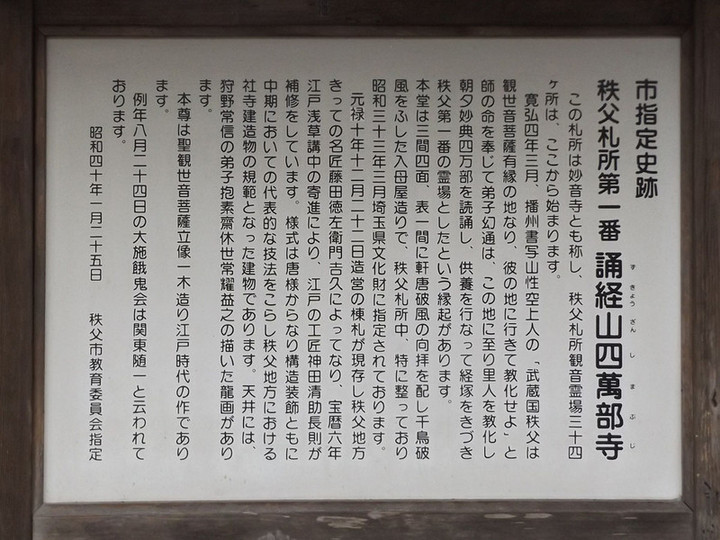 市指定史跡
秩父札所第一番 誦経山四萬部寺
ずきょうざんしまぶじ
この札所は妙音寺とも称し、秩父札所観音霊場三十四
ヶ所は、ここから始まります。
寛弘四年三月、播州書写山性空上人の「武蔵国秩父は
観世音菩薩有縁の地なり、彼の地に行きて教化せよ」と
師の命を奉じて弟子幻通は、この地に至り里人を教化し
朝夕妙典四万部を読誦し、供養を行なって経塚をきづき
秩父第一番の霊場としたという縁起があります。
本堂は三間四面、表一間に軒唐破風の向拝を配し千鳥破
風をふした入母屋造りで、秩父札所中、特に整っており
昭和三十三年三月埼玉県文化財に指定されております。
元禄十年十二月二十二日造営の棟札が現存し秩父地方
きっての名匠藤田徳左衛門吉久によってなり、宝暦六年
江戸浅草講中の寄進により、江戸の工匠神田清助長則が
補修をしています。様式は唐様からなり構造装飾ともに
中期においての代表的な技法をこらし秩父地方における
社寺建造物の規範となった建物であります。天井には、
狩野常信の弟子抱素齋休世常耀益之の描いた龍画があり
ます。
本尊は聖観世音菩薩立像一木造り江戸時代の作であり
ます。
例年八月二十四日の大施餓鬼会は関東随一と云われて
おります。
昭和四十年一月二十五日 秩父市教育委員会指定